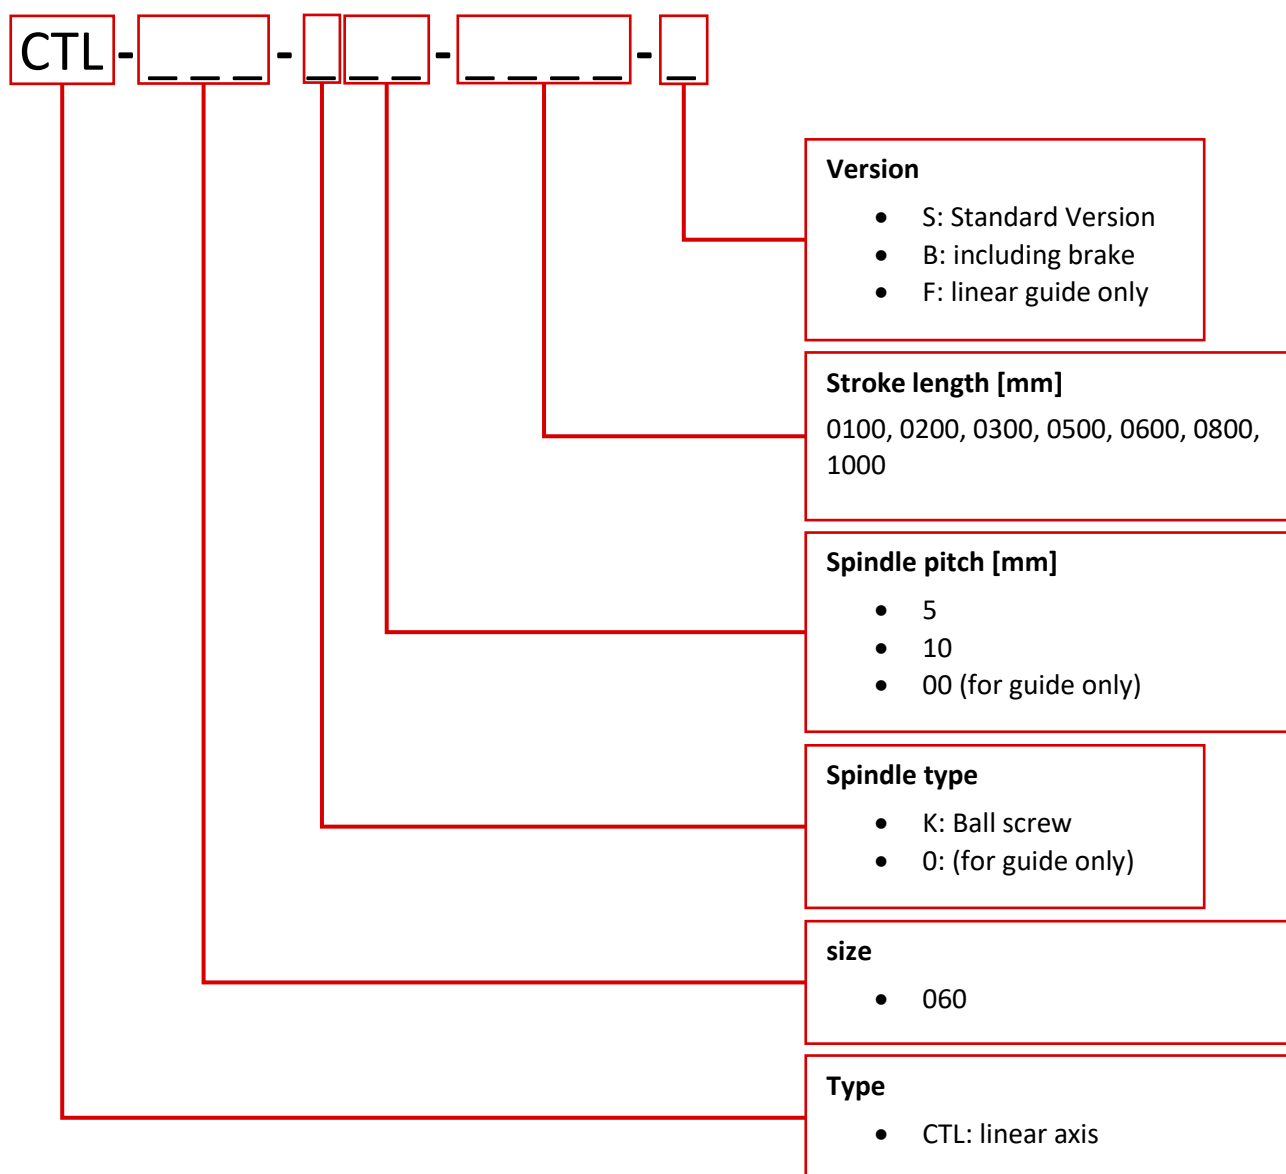 CTL - _ _ _ - _ _ _ - _ _ _ _ - _
Version
• S: Standard Version
• B: including brake
• F: linear guide only
Stroke length [mm]
0100, 0200, 0300, 0500, 0600, 0800,
1000
Spindle pitch [mm]
• 5
• 10
• 00 (for guide only)
Spindle type
• K: Ball screw
• 0: (for guide only)
size
• 060
Type
• CTL: linear axis